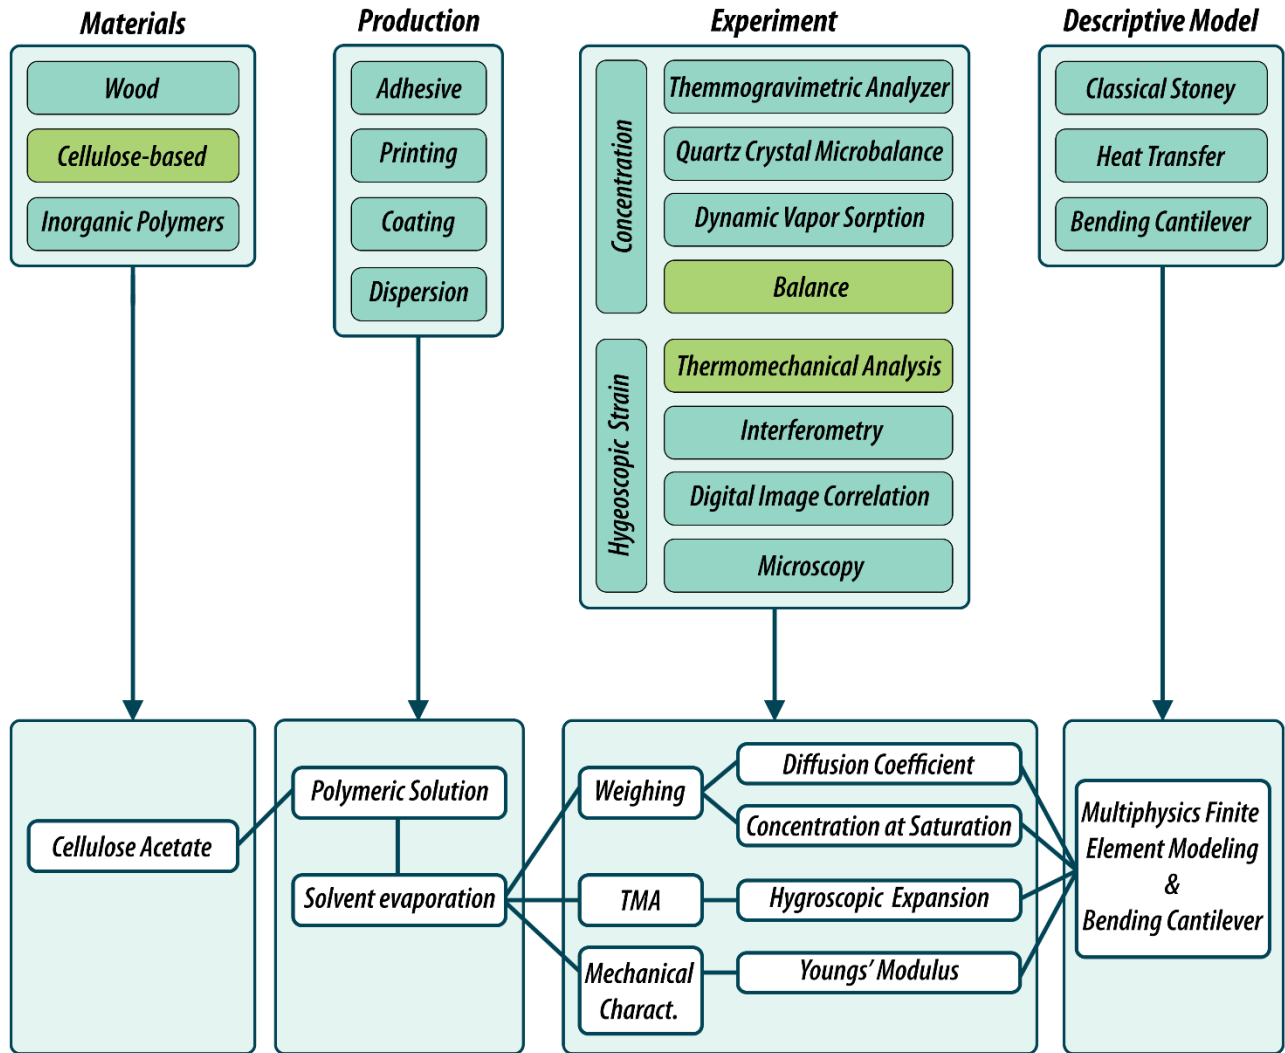 Materials
Production
Experiment
Descriptive Model
Wood
Cellulose-based
Inorganic Polymers
Adhesive
Printing
Coating
Dispersion
Concentration
Themmogravimetric Analyzer
Quartz Crystal Microbalance
Dynamic Vapor Sorption
Balance
Hygeoscopic Strain
Thermomechanical Analysis
Interferometry
Digital Image Correlation
Microscopy
Classical Stoney
Heat Transfer
Bending Cantilever
Cellulose Acetate
Polymeric Solution
Solvent evaporation
Weighing
TMA
Mechanical
Charact.
Diffusion Coefficient
Concentration at Saturation
Hygroscopic Expansion
Youngs' Modulus
Multiphysics Finite
Element Modeling
&
Bending Cantilever